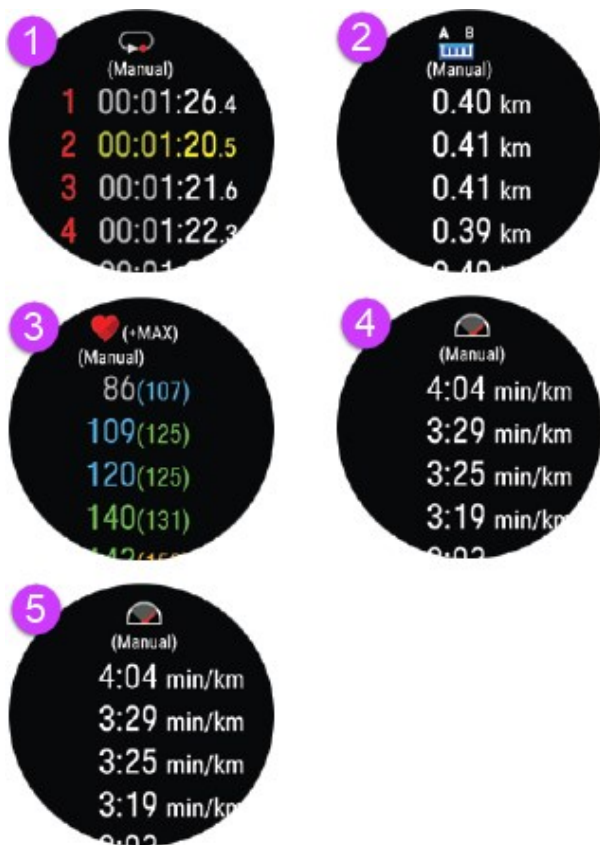 1
(Manual)
1 00:01:26.4
2 00:01:20.5
3 00:01:21.6
4 00:01:22.3
2
A B
(Manual)
0.40 km
0.41 km
0.41 km
0.39 km
3
(+MAX)
(Manual)
86(107)
109(125)
120(125)
140(131)
4
(Manual)
4:04 min/km
3:29 min/km
3:25 min/km
3:19 min/km
5
(Manual)
4:04 min/km
3:29 min/km
3:25 min/km
3:19 min/km